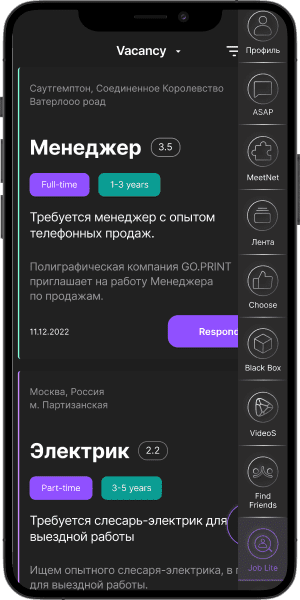 Vacancy
Саутгемптон, Соединенное Королевство
Ватерлооо роад
Менеджер 3.5
Full-time 1-3 years
Требуется менеджер с опытом
телефонных продаж.
Полиграфическая компания GO.PRINT
приглашает на работу Менеджера
по продажам.
11.12.2022 Respond
Москва, Россия
м. Партизанская
Электрик 2.2
Part-time 3-5 years
Требуется слесарь-электрик для
выездной работы
Ищем опытного слесаря-электрика, в г
для выездной работы.
Профиль
ASAP
MeetNet
Лента
Choose
Black Box
VideoS
Find
Friends
Job Lite